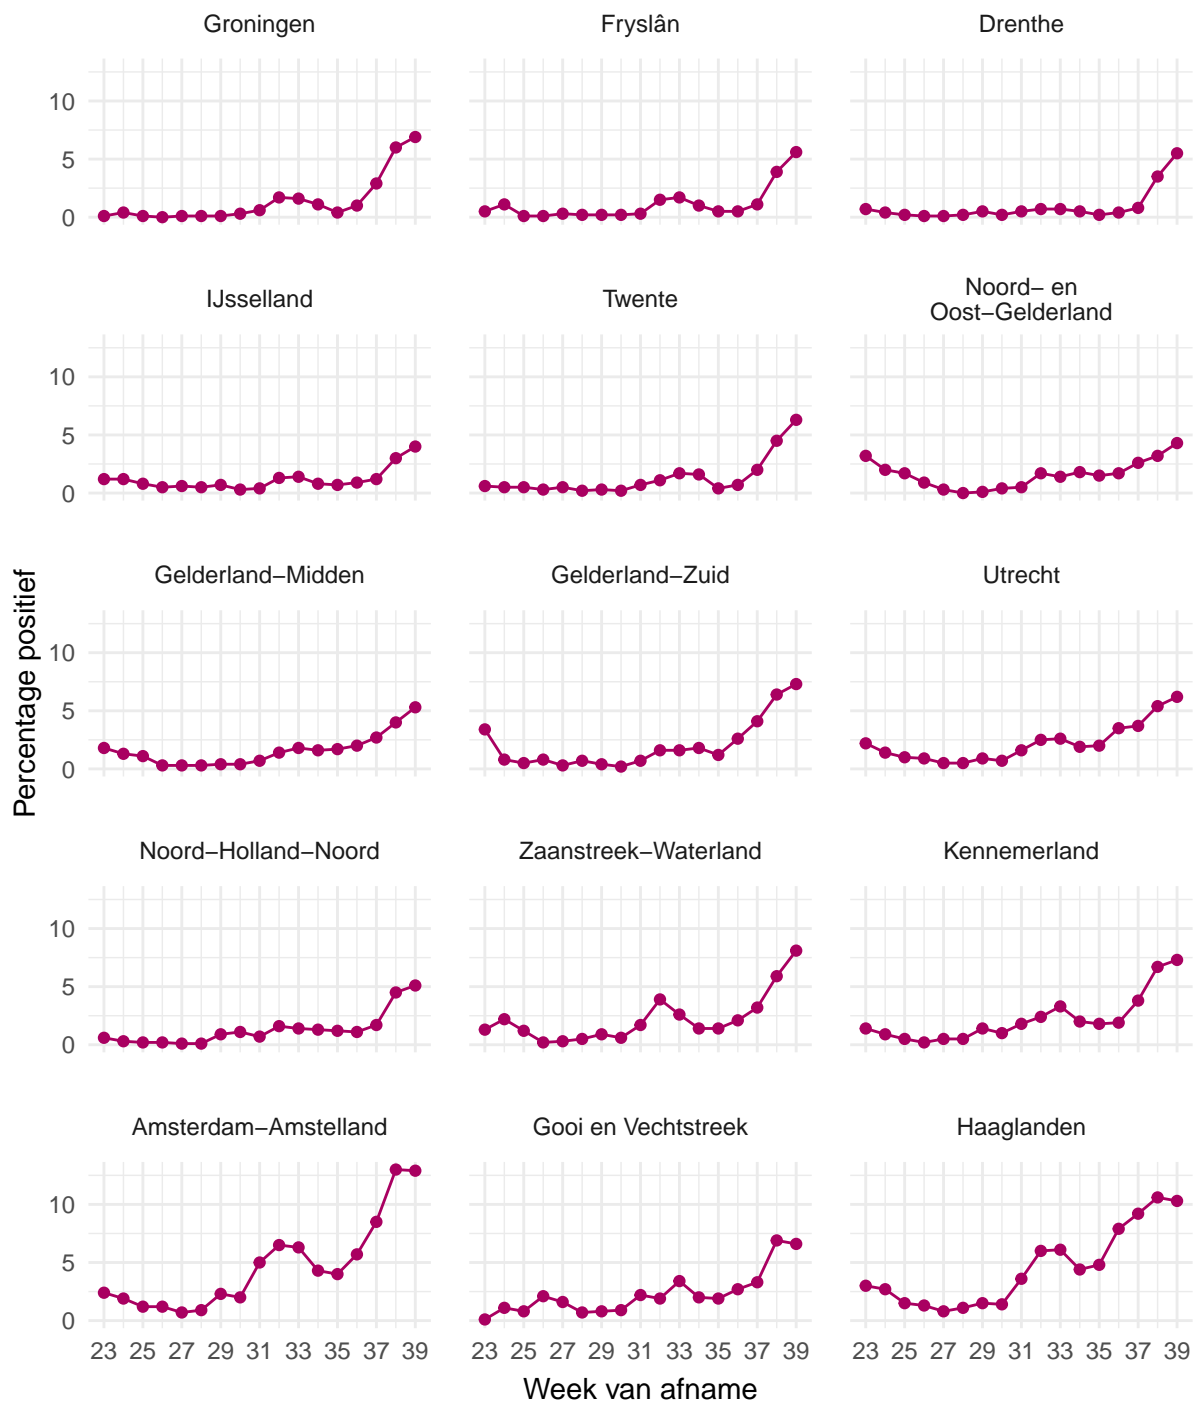 Groningen Fryslân Drenthe
10
5
0
IJsselland Twente Noord− en
Oost−Gelderland
10
5
0
Gelderland−Midden Gelderland−Zuid Utrecht
10
5
0
Percentage positief
Noord−Holland−Noord Zaanstreek−Waterland Kennemerland
10
5
0
Amsterdam−Amstelland Gooi en Vechtstreek Haaglanden
10
5
0
23 25 27 29 31 33 35 37 39 23 25 27 29 31 33 35 37 39 23 25 27 29 31 33 35 37 39
Week van afname